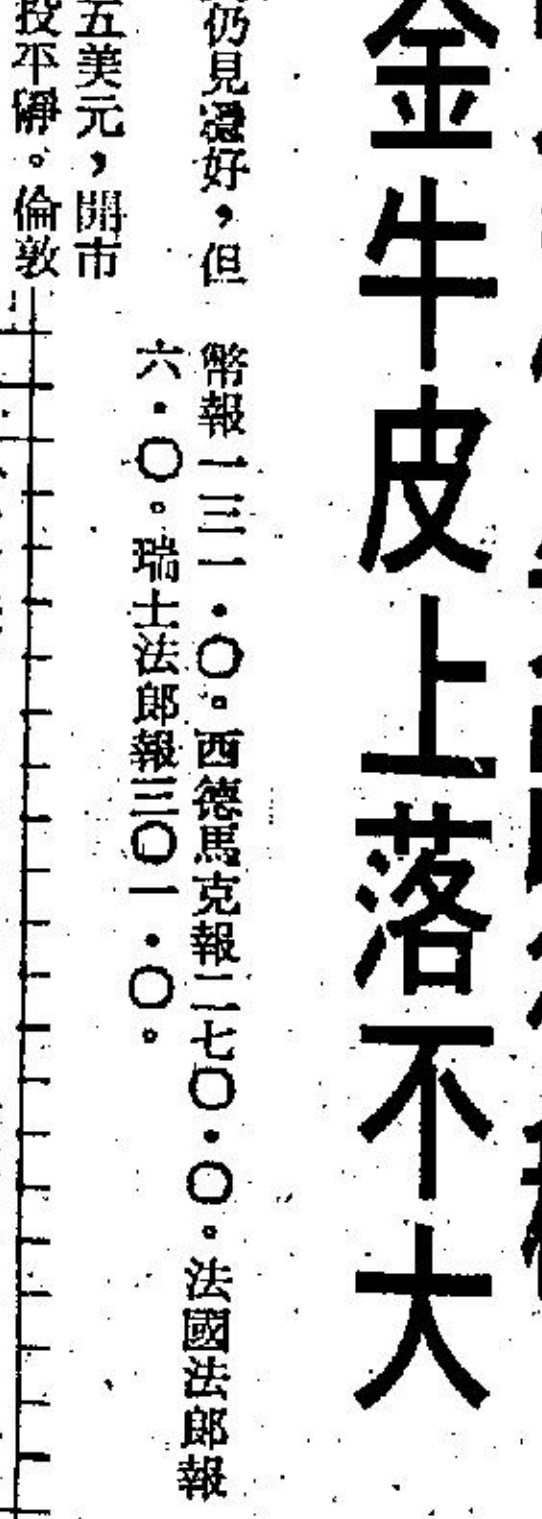 金牛皮上落不大
仍見穩好，但
五美元，開市
投平靜。倫敦
幣報一三一・〇。西德馬克報二七〇・〇。法國法郎報
六・〇。瑞士法郎報三〇一・〇。